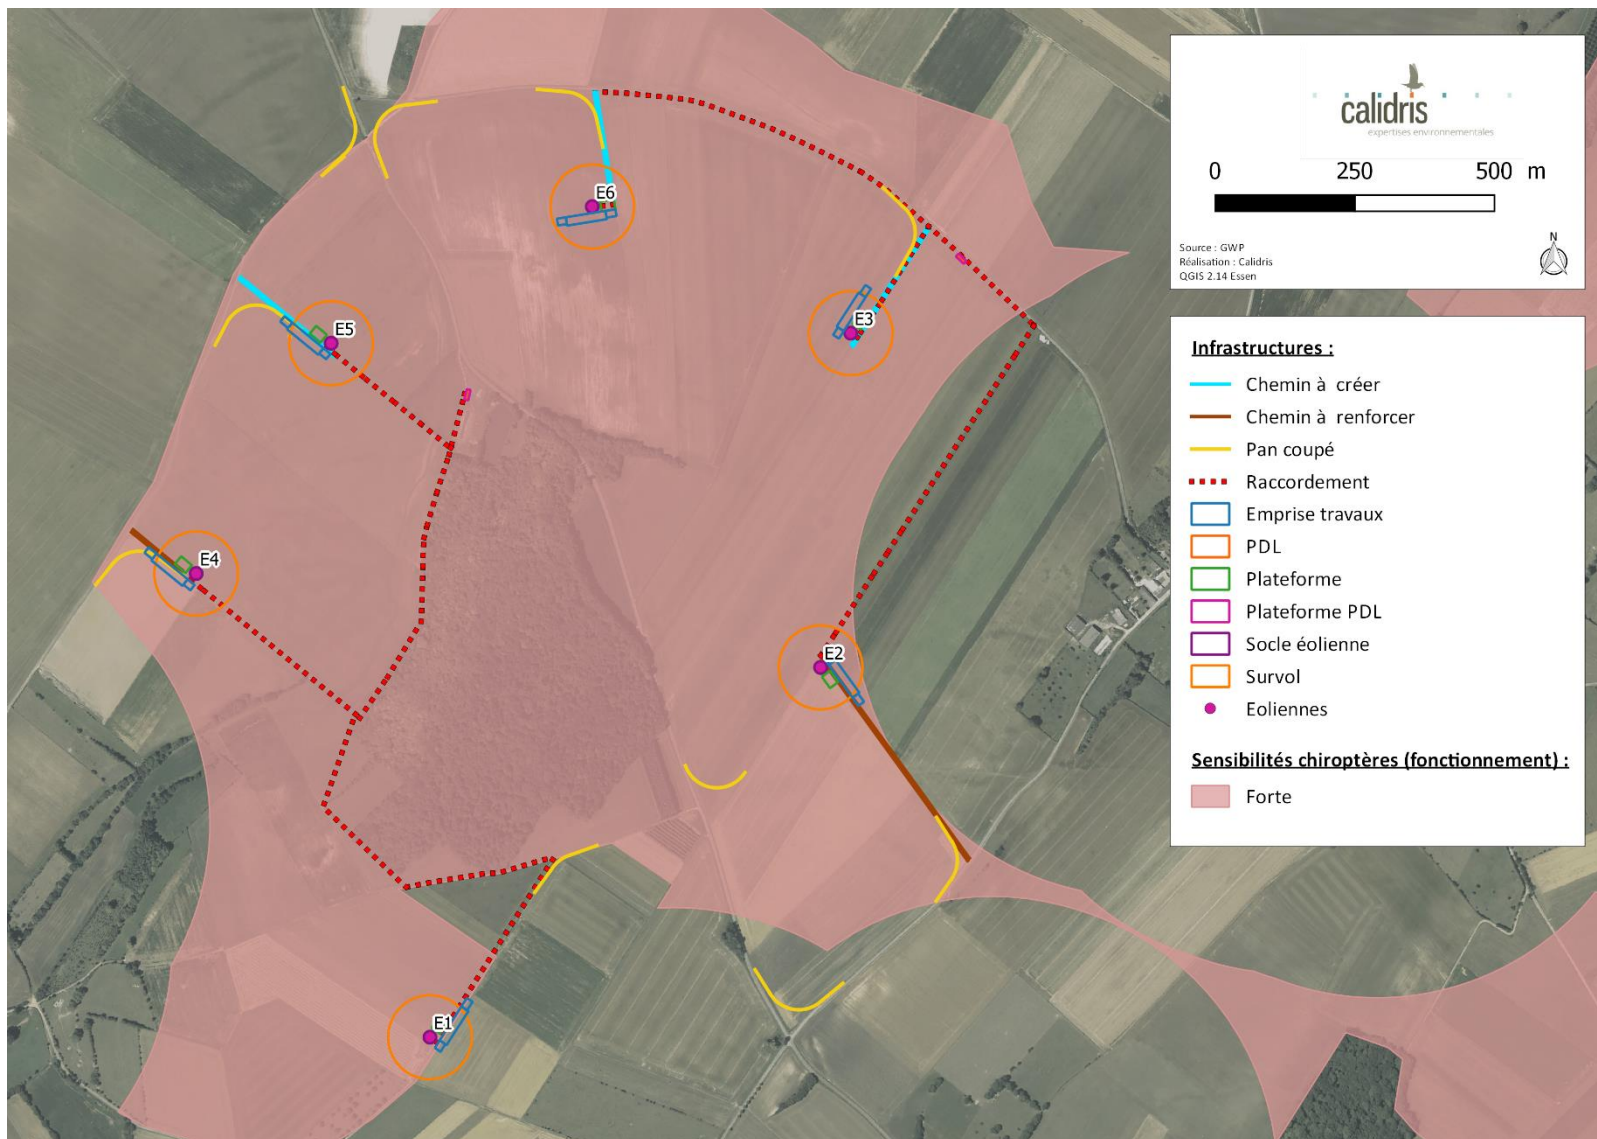 calidris
expertises environnementales
0 250 500 m
Source : GWP
Réalisation : Calidris
QGIS 2.14 Essen
N
Infrastructures :
Chemin à créer
Chemin à renforcer
Pan coupé
Raccordement
Emprise travaux
PDL
Plateforme
Plateforme PDL
Socle éolienne
Survol
Eoliennes
Sensibilités chiroptères (fonctionnement) :
Forte
E6
E3
E5
E4
E2
E1